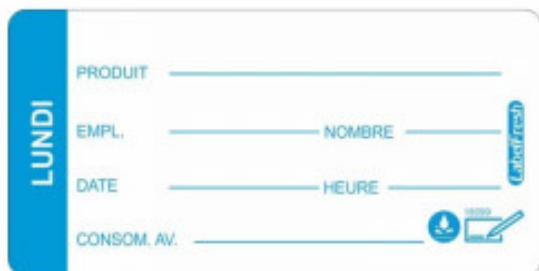 LUNDI
PRODUIT
EMPL. NOMBRE
DATE HEURE
CONSOM. AV.
LabelFresh